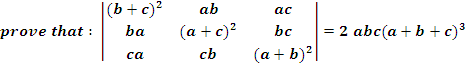 (b + c)² ab ac
prove that : ba (a + c)² bc = 2 abc(a + b + c)³
ca cb (a + b)²